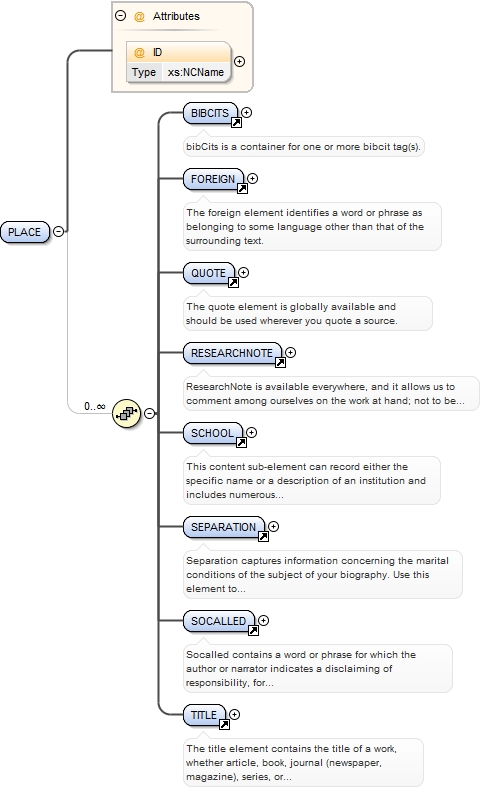 Attributes
ID
Type xs:NCName
BIBCITS
bibCits is a container for one or more bibcit tag(s).
FOREIGN
The foreign element identifies a word or phrase as
belonging to some language other than that of the
surrounding text.
PLACE
QUOTE
The quote element is globally available and
should be used wherever you quote a source.
RESEARCHNOTE
ResearchNote is available everywhere, and it allows us to
comment among ourselves on the work at hand; not to be...
0..∞
SCHOOL
This content sub-element can record either the
specific name or a description of an institution and
includes numerous...
SEPARATION
Separation captures information concerning the marital
conditions of the subject of your biography. Use this
element to...
SOCALLED
Socalled contains a word or phrase for which the
author or narrator indicates a disclaiming of
responsibility, for...
TITLE
The title element contains the title of a work,
whether article, book, journal (newspaper,
magazine), series, or...